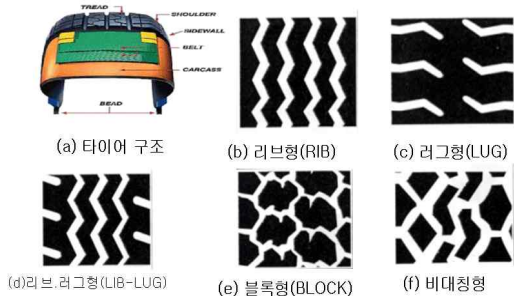 TREAD
SHOULDER
SIDEWALL
BELT
CARCASS
BEAD
(a) 타이어 구조
(b) 리브형(RIB)
(c) 러그형(LUG)
(d)리브.러그형(LIB-LUG)
(e) 블록형(BLOCK)
(f) 비대칭형